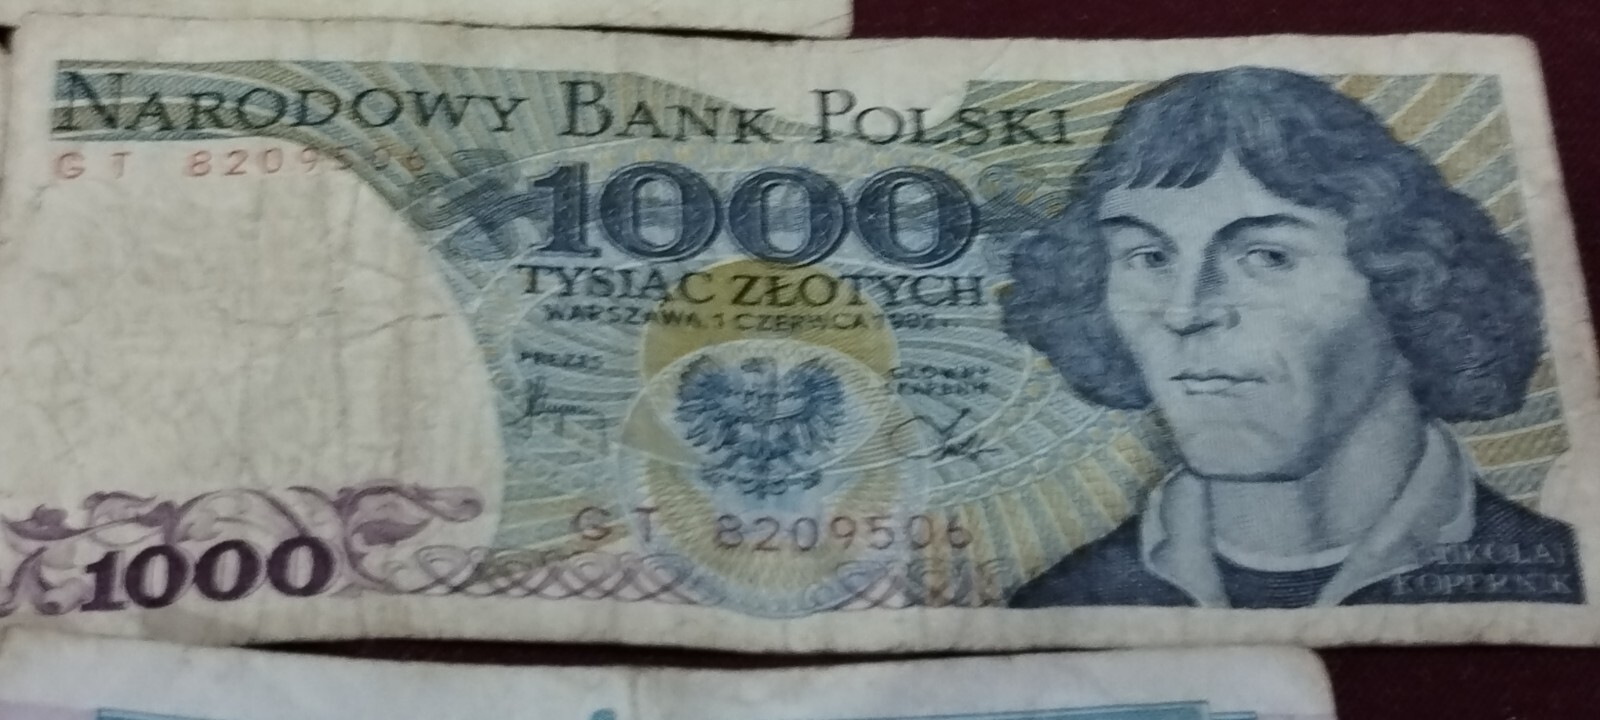 NARODOWY BANK POLSKI
GT 8209506
1000
TYSIĄC ZŁOTYCH
WARSZAWA, 1 CZERWCA 1982 r.
PREZES
GŁÓWNY
SKARBNIK
GT 8209506
1000
MIKOŁAJ
KOPERNIK